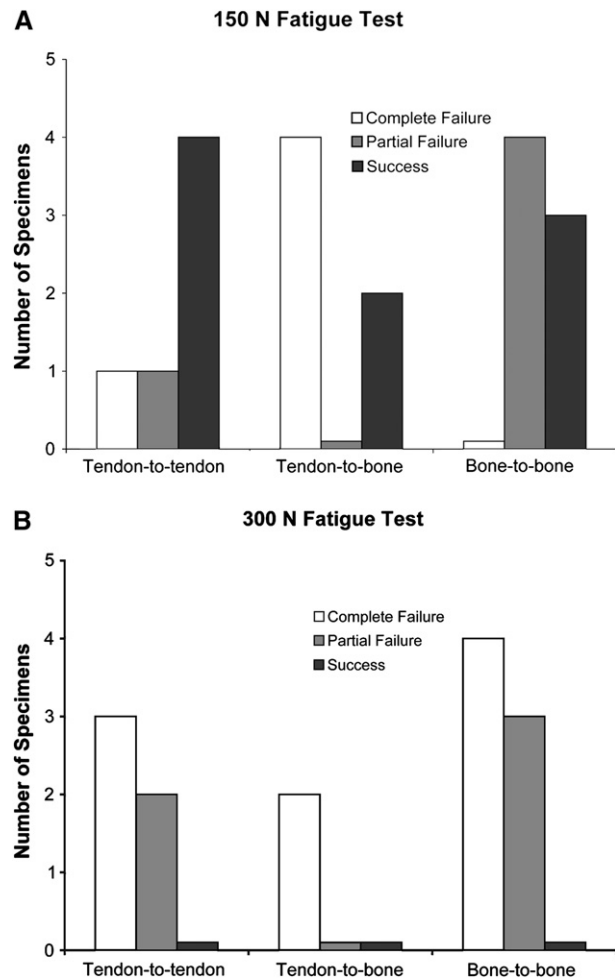 A
150 N Fatigue Test
5
4
3
2
1
0
Number of Specimens
Complete Failure
Partial Failure
Success
Tendon-to-tendon
Tendon-to-bone
Bone-to-bone
B
300 N Fatigue Test
5
4
3
2
1
0
Number of Specimens
Complete Failure
Partial Failure
Success
Tendon-to-tendon
Tendon-to-bone
Bone-to-bone